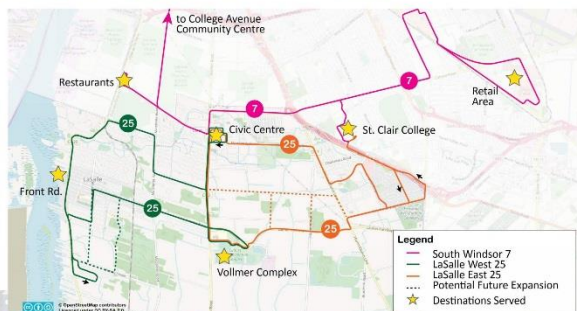 to College Avenue
Community Centre
Restaurants
7
Retail
Area
7
25
Civic Centre
St. Clair College
25
Front Rd.
LaSalle
25
25
Vollmer Complex
Legend
South Windsor 7
LaSalle West 25
LaSalle East 25
Potential Future Expansion
Destinations Served
© OpenStreetMap contributors